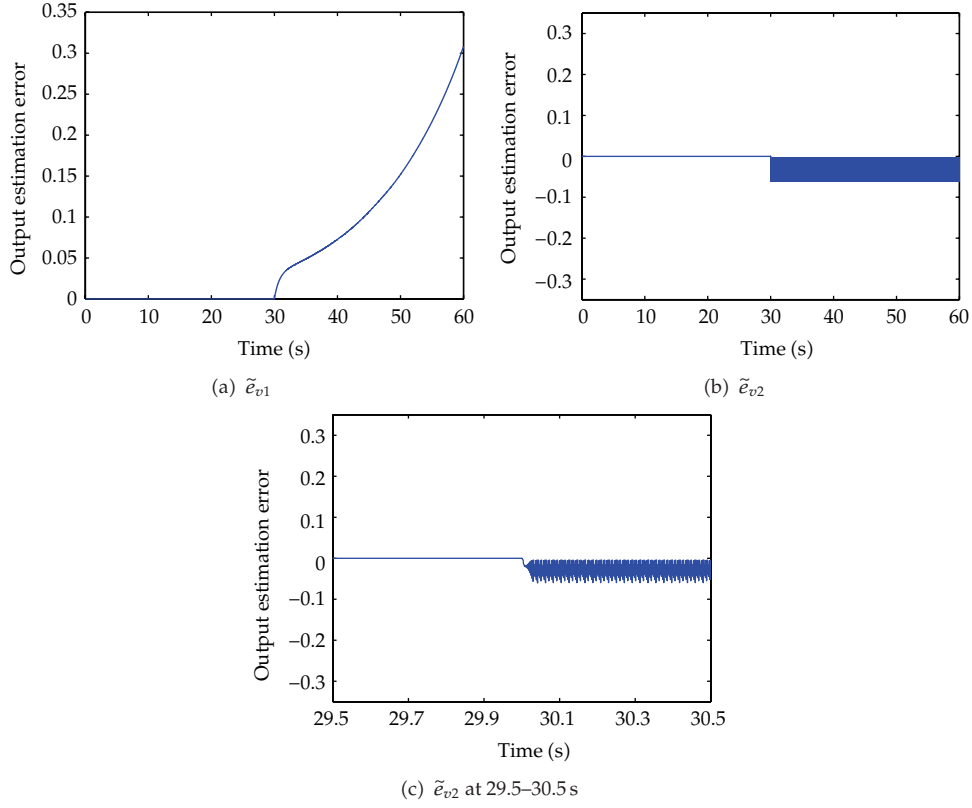 0.35
0.3
0.25
0.2
0.15
0.1
0.05
0
Output estimation error
0 10 20 30 40 50 60
Time (s)
(a) ẽv1
0.3
0.2
0.1
0
−0.1
−0.2
−0.3
Output estimation error
0 10 20 30 40 50 60
Time (s)
(b) ẽv2
0.3
0.2
0.1
0
−0.1
−0.2
−0.3
Output estimation error
29.5 29.7 29.9 30.1 30.3 30.5
Time (s)
(c) ẽv2 at 29.5–30.5 s